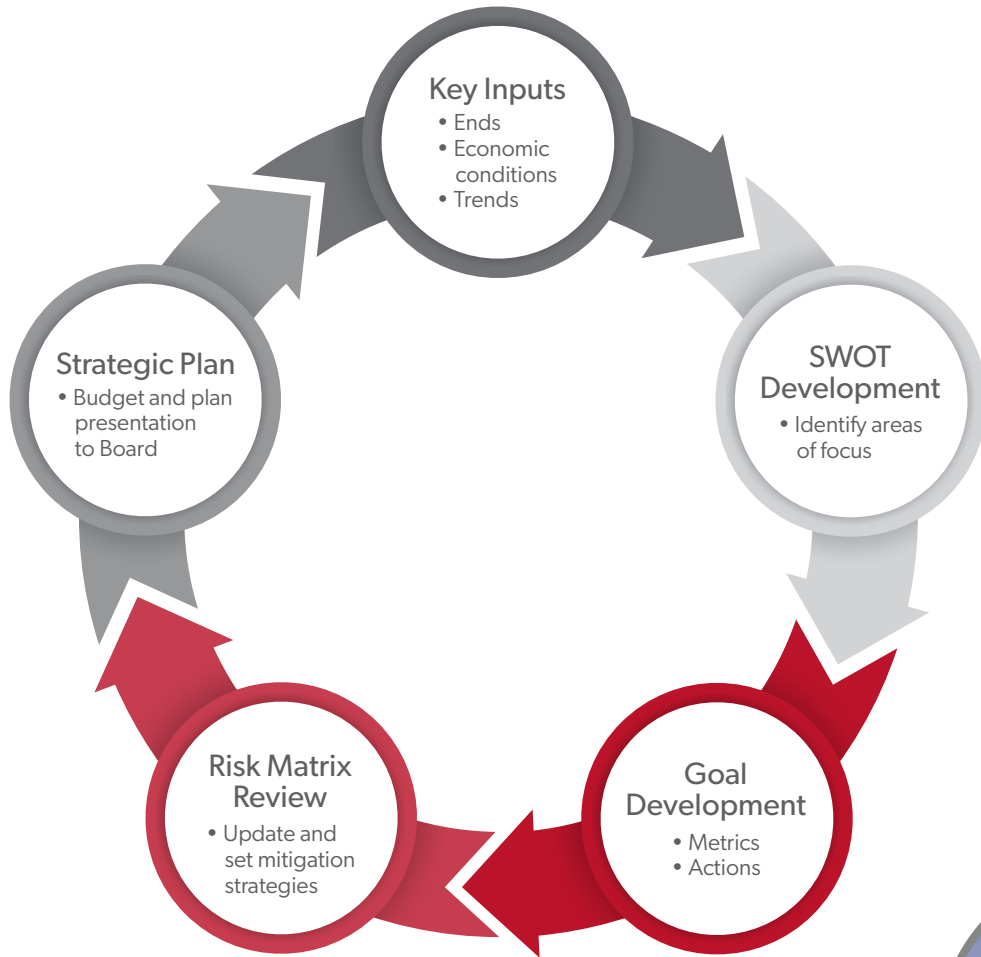 Key Inputs
• Ends
• Economic
conditions
• Trends
SWOT
Development
• Identify areas
of focus
Goal
Development
• Metrics
• Actions
Risk Matrix
Review
• Update and
set mitigation
strategies
Strategic Plan
• Budget and plan
presentation
to Board